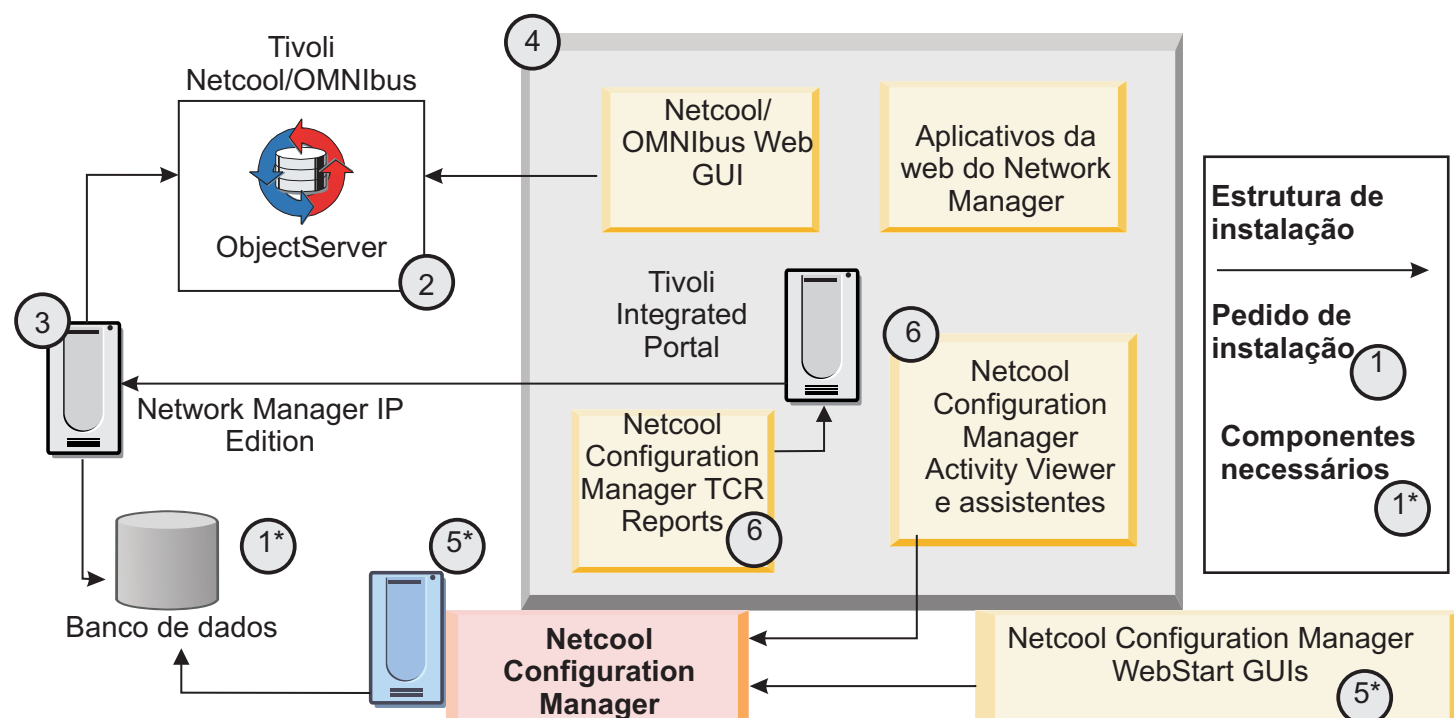 4
Tivoli
Netcool/OMNIbus
ObjectServer
2
3
Network Manager IP
Edition
Netcool/
OMNIbus Web
GUI
Aplicativos da
web do Network
Manager
Tivoli
Integrated
Portal
6
Netcool
Configuration
Manager
Activity Viewer
e assistentes
Netcool
Configuration
Manager TCR
Reports
6
Estrutura de
instalação
Pedido de
instalação
1
Componentes
necessários
1*
1*
Banco de dados
5*
Netcool
Configuration
Manager
Netcool Configuration Manager
WebStart GUIs
5*